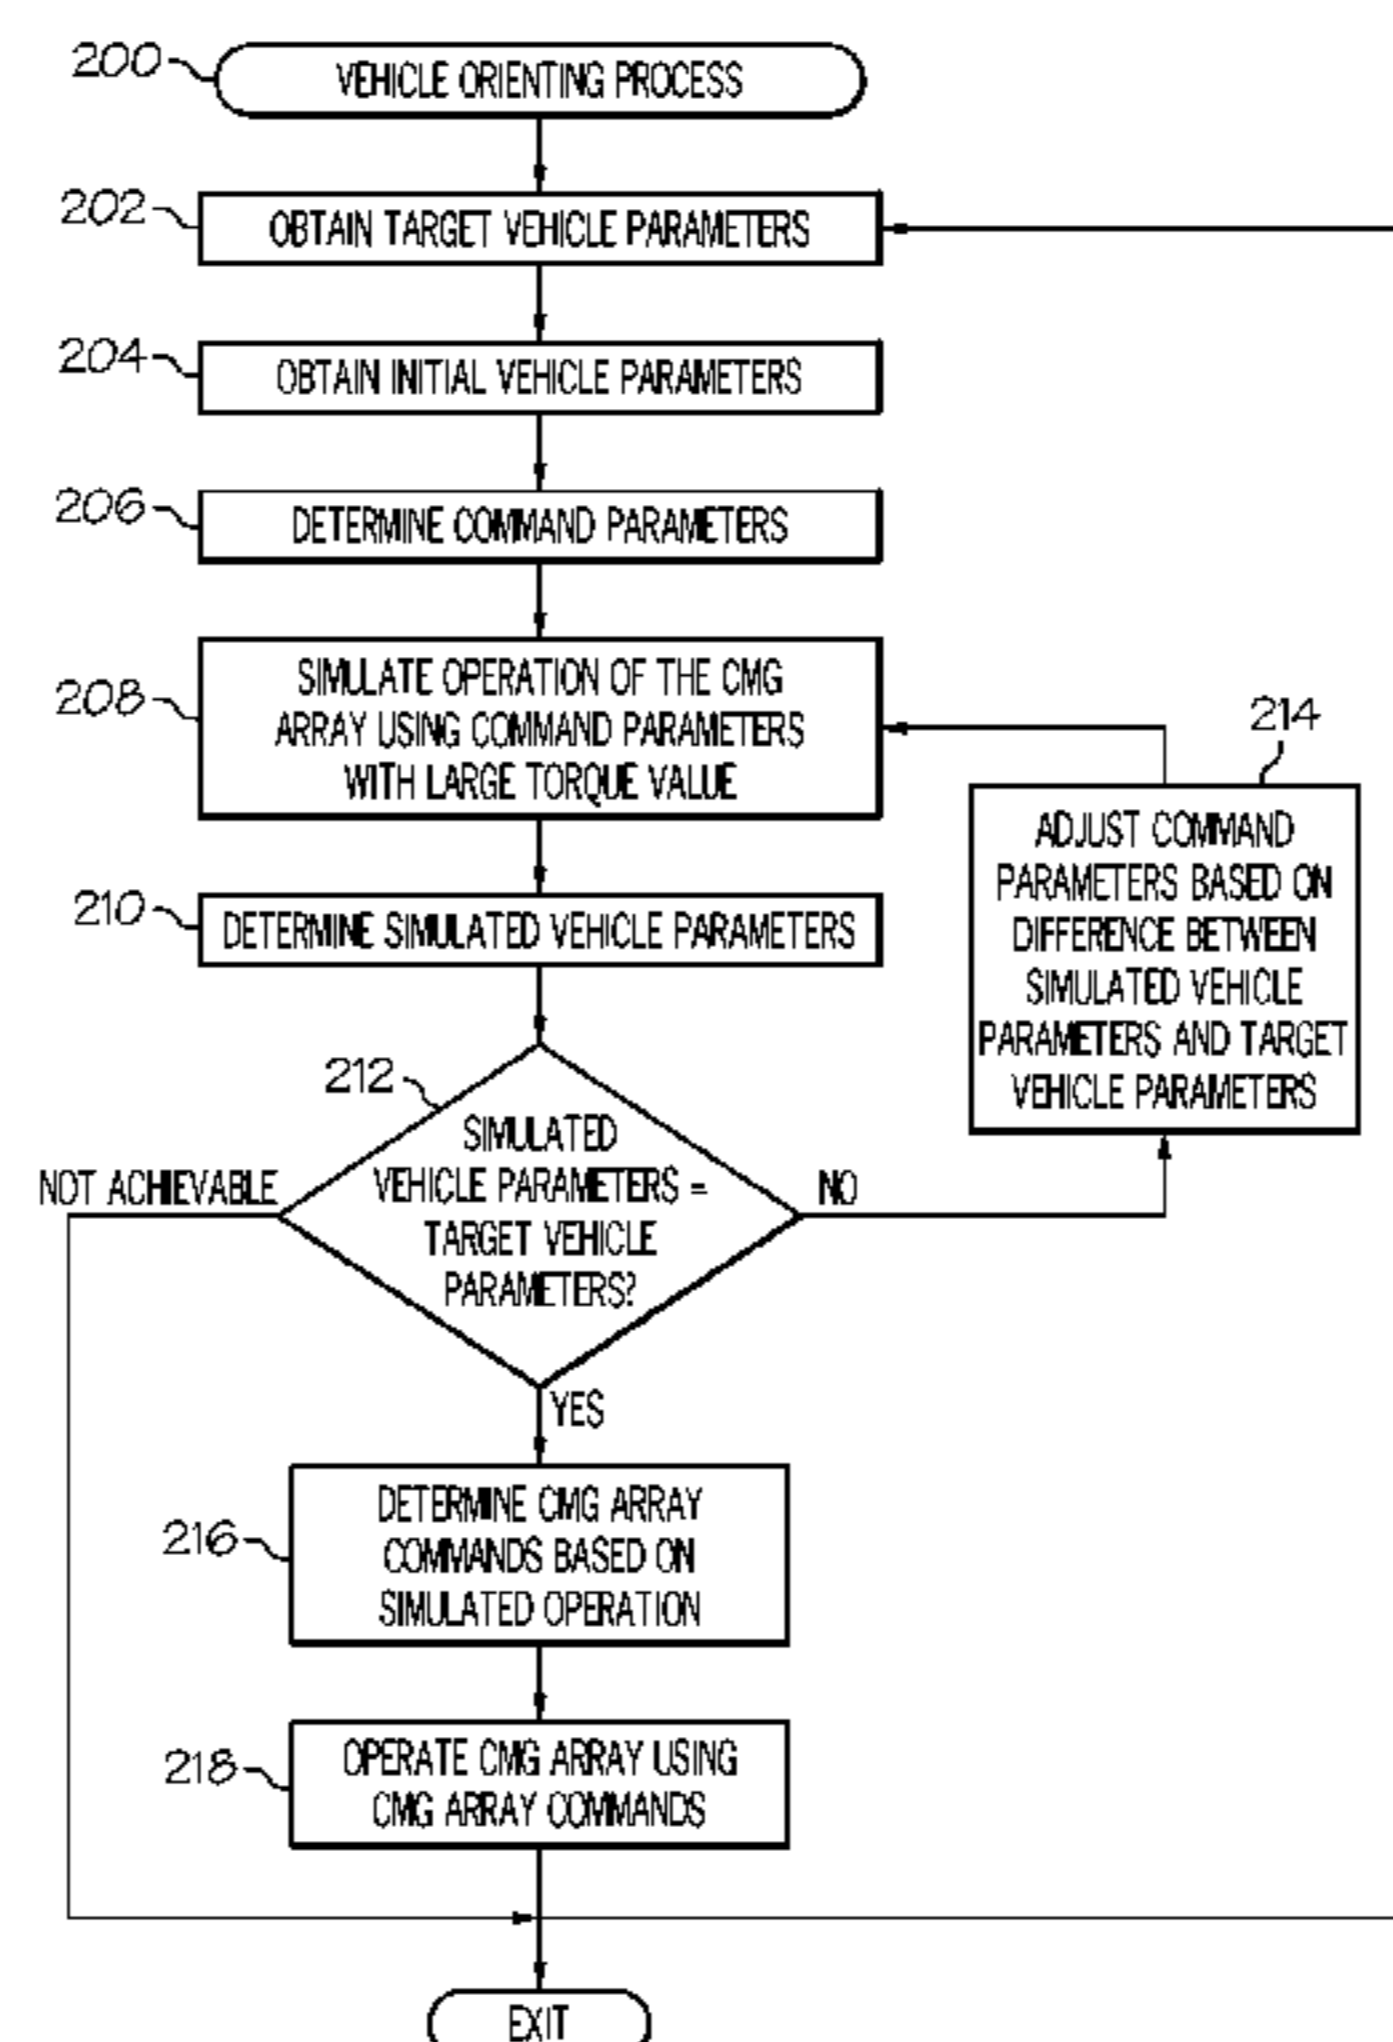 200
VEHICLE ORIENTING PROCESS
202
OBTAIN TARGET VEHICLE PARAMETERS
204
OBTAIN INITIAL VEHICLE PARAMETERS
206
DETERMINE COMMAND PARAMETERS
208
SIMULATE OPERATION OF THE CMG
ARRAY USING COMMAND PARAMETERS
WITH LARGE TORQUE VALUE
214
ADJUST COMMAND
PARAMETERS BASED ON
DIFFERENCE BETWEEN
SIMULATED VEHICLE
PARAMETERS AND TARGET
VEHICLE PARAMETERS
210
DETERMINE SIMULATED VEHICLE PARAMETERS
212
SIMULATED
VEHICLE PARAMETERS =
TARGET VEHICLE
PARAMETERS?
NOT ACHIEVABLE
NO
YES
216
DETERMINE CMG ARRAY
COMMANDS BASED ON
SIMULATED OPERATION
218
OPERATE CMG ARRAY USING
CMG ARRAY COMMANDS
EXIT